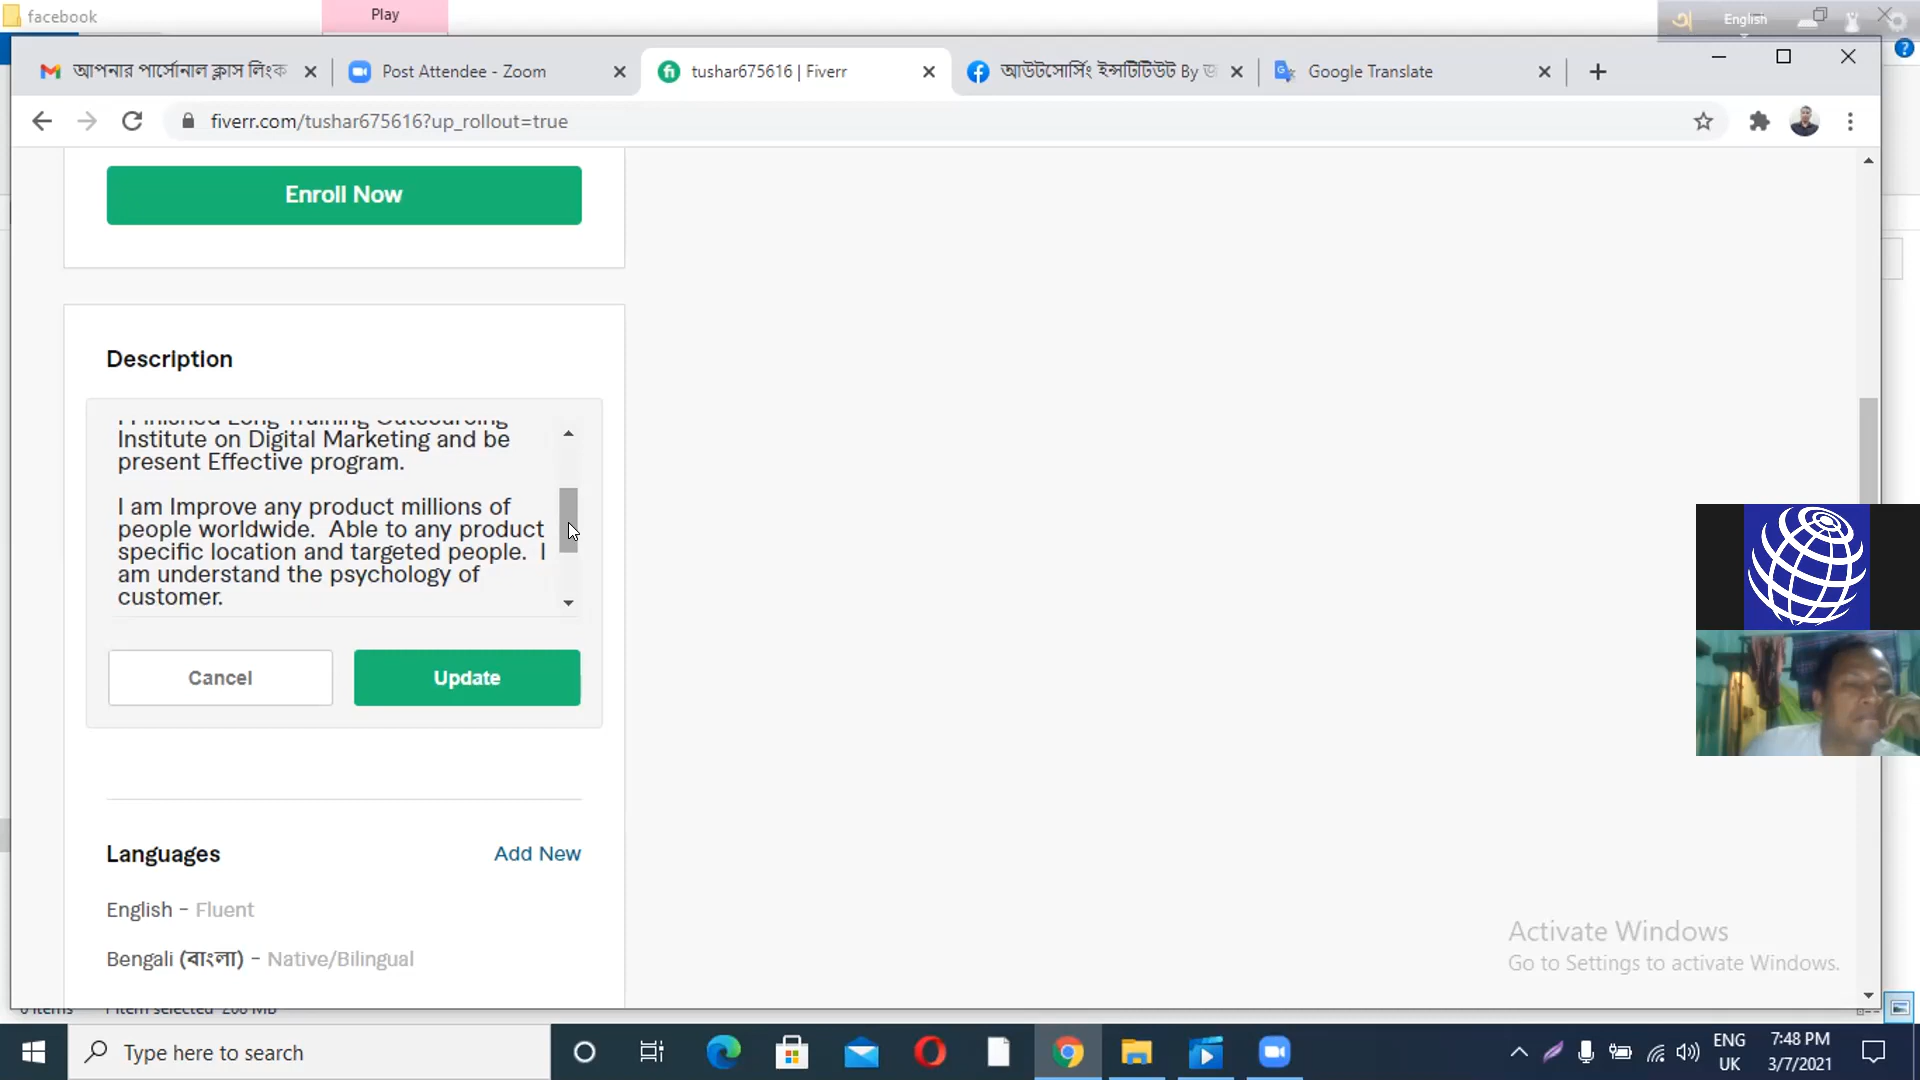 facebook
Play
English
আপনার পার্সোনাল ক্লাস লিংক
Post Attendee - Zoom
tushar675616 | Fiverr
আউটসোর্সিং ইন্সটিটিউট By জ
Google Translate
fiverr.com/tushar675616?up_rollout=true
Enroll Now
Description
I Finished Long Training Outsourcing
Institute on Digital Marketing and be
present Effective program.
I am Improve any product millions of
people worldwide. Able to any product
specific location and targeted people. I
am understand the psychology of
customer.
Cancel
Update
Languages
Add New
English - Fluent
Bengali (বাংলা) - Native/Bilingual
Activate Windows
Go to Settings to activate Windows.
Type here to search
ENG
UK
7:48 PM
3/7/2021